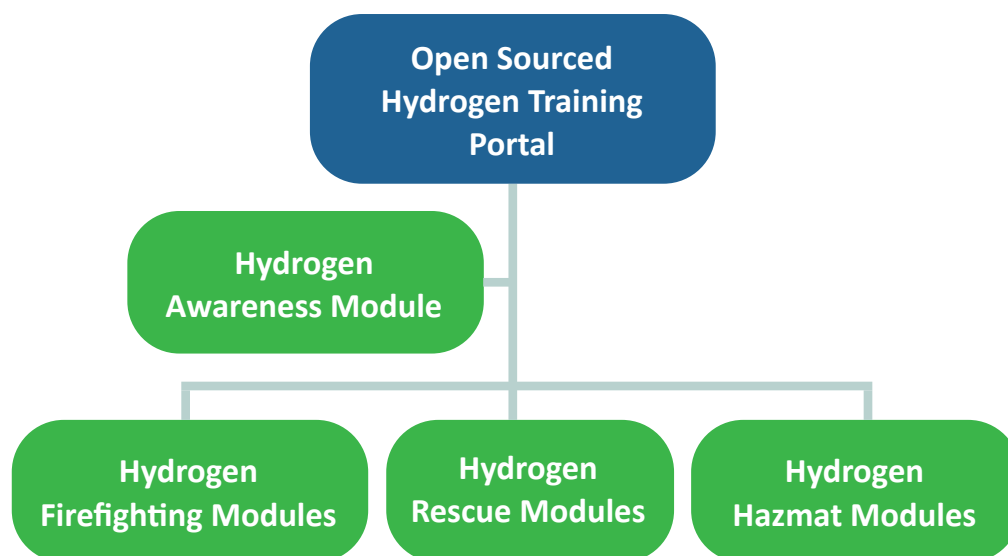 Open Sourced
Hydrogen Training
Portal
Hydrogen
Awareness Module
Hydrogen
Firefighting Modules
Hydrogen
Rescue Modules
Hydrogen
Hazmat Modules